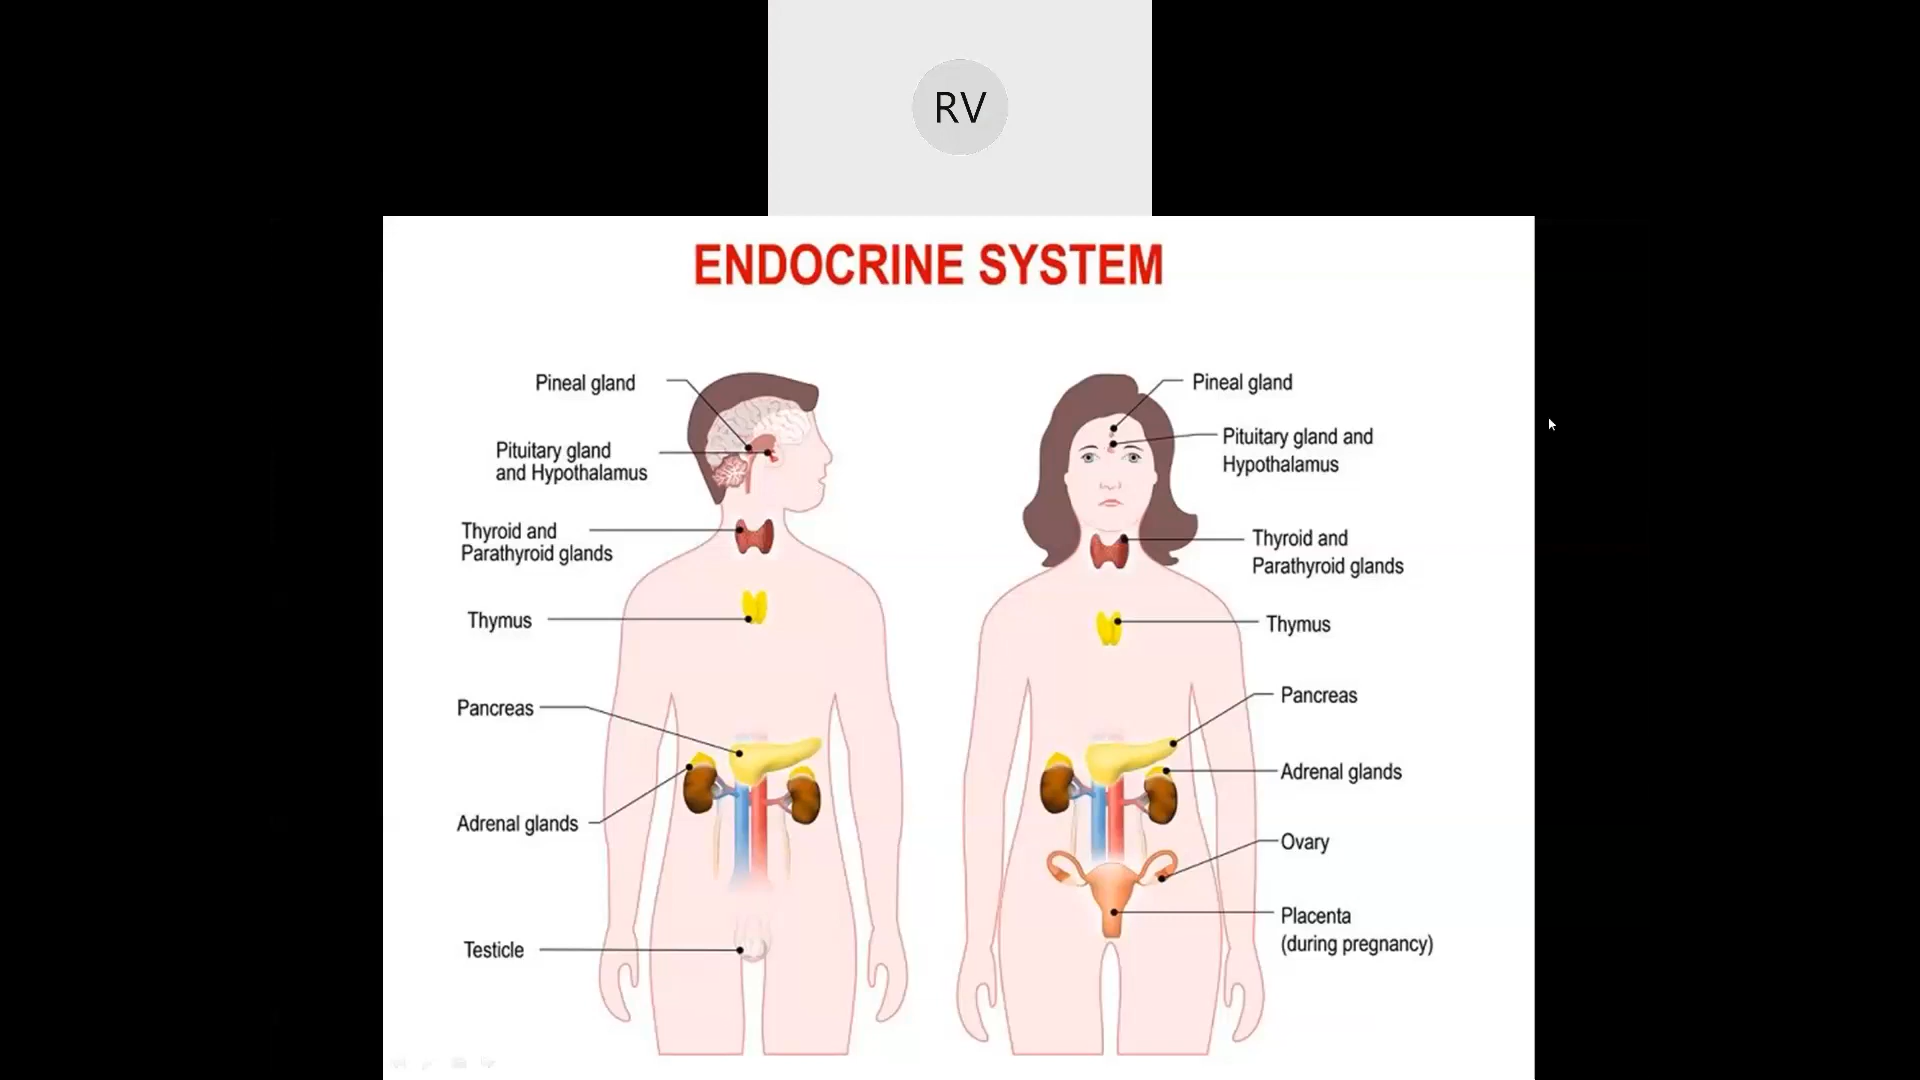 RV
ENDOCRINE SYSTEM
Pineal gland
Pituitary gland
and Hypothalamus
Thyroid and
Parathyroid glands
Thymus
Pancreas
Adrenal glands
Testicle
Pineal gland
Pituitary gland and
Hypothalamus
Thyroid and
Parathyroid glands
Thymus
Pancreas
Adrenal glands
Ovary
Placenta
(during pregnancy)